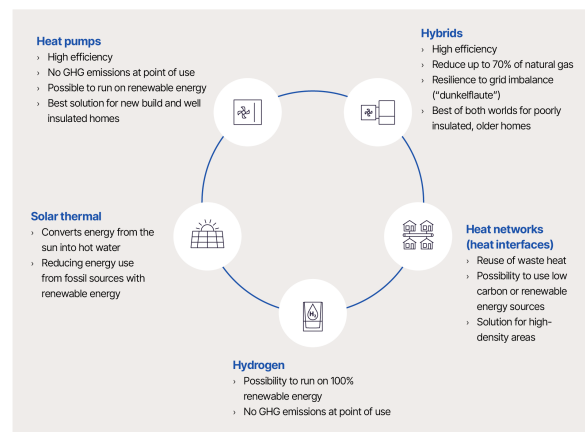 Heat pumps
› High efficiency
› No GHG emissions at point of use
› Possible to run on renewable energy
› Best solution for new build and well
insulated homes
Hybrids
› High efficiency
› Reduce up to 70% of natural gas
› Resilience to grid imbalance
(“dunkelflaute”)
› Best of both worlds for poorly
insulated, older homes
Solar thermal
› Converts energy from the
sun into hot water
› Reducing energy use
from fossil sources with
renewable energy
Heat networks
(heat interfaces)
› Reuse of waste heat
› Possibility to use low
carbon or renewable
energy sources
› Solution for high-
density areas
H₂
Hydrogen
› Possibility to run on 100%
renewable energy
› No GHG emissions at point of use